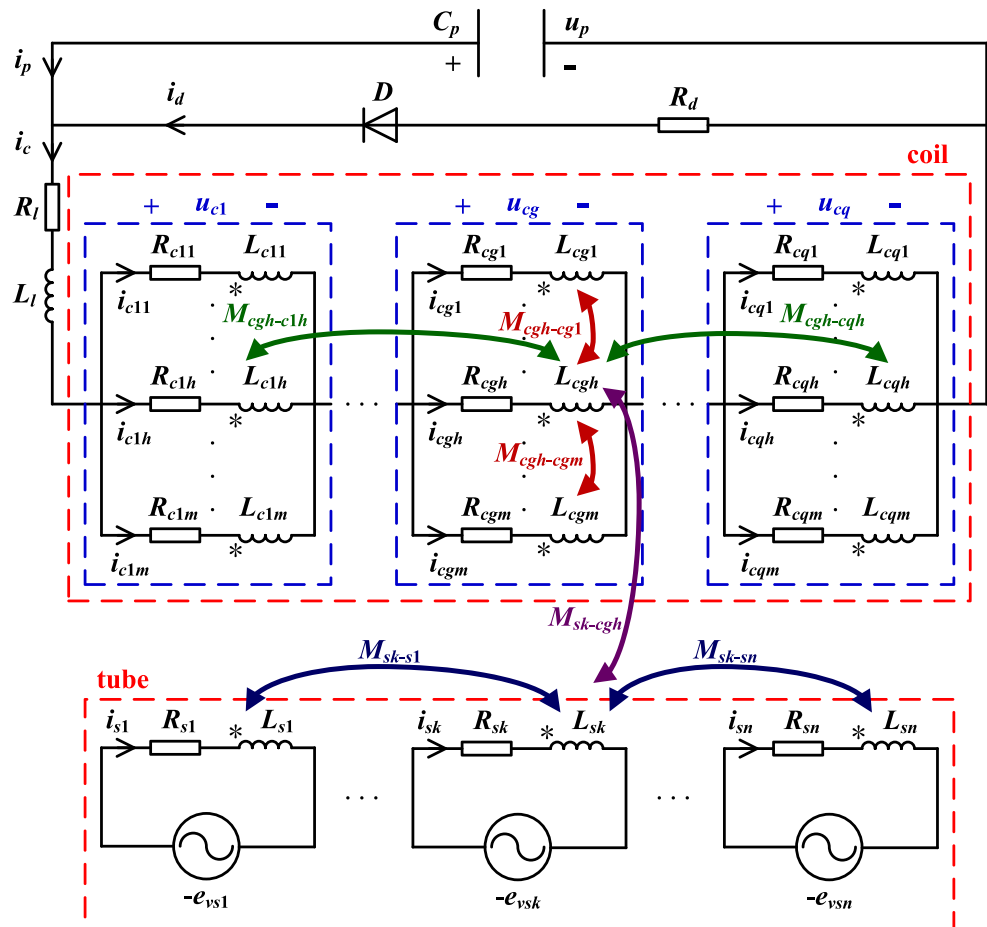 C_p u_p
+ -
i_p
i_d D R_d
i_c
coil
R_l
+ u_c1 - + u_cg - + u_cq -
R_c11 L_c11 R_cg1 L_cg1 R_cq1 L_cq1
L_l
i_c11 * i_cg1 * i_cq1 *
M_cgh-c1h M_cgh-cg1 M_cgh-cqh
R_c1h L_c1h R_cgh L_cgh R_cqh L_cqh
. . . . . .
i_c1h * i_cgh * i_cqh *
M_cgh-cgm
R_c1m L_c1m R_cgm L_cgm R_cqm L_cqm
* * *
i_c1m i_cgm i_cqm
M_sk-cgh
M_sk-s1 M_sk-sn
tube
i_s1 R_s1 * L_s1 i_sk R_sk * L_sk i_sn R_sn * L_sn
. . . . . .
-e_vs1 -e_vsk -e_vsn